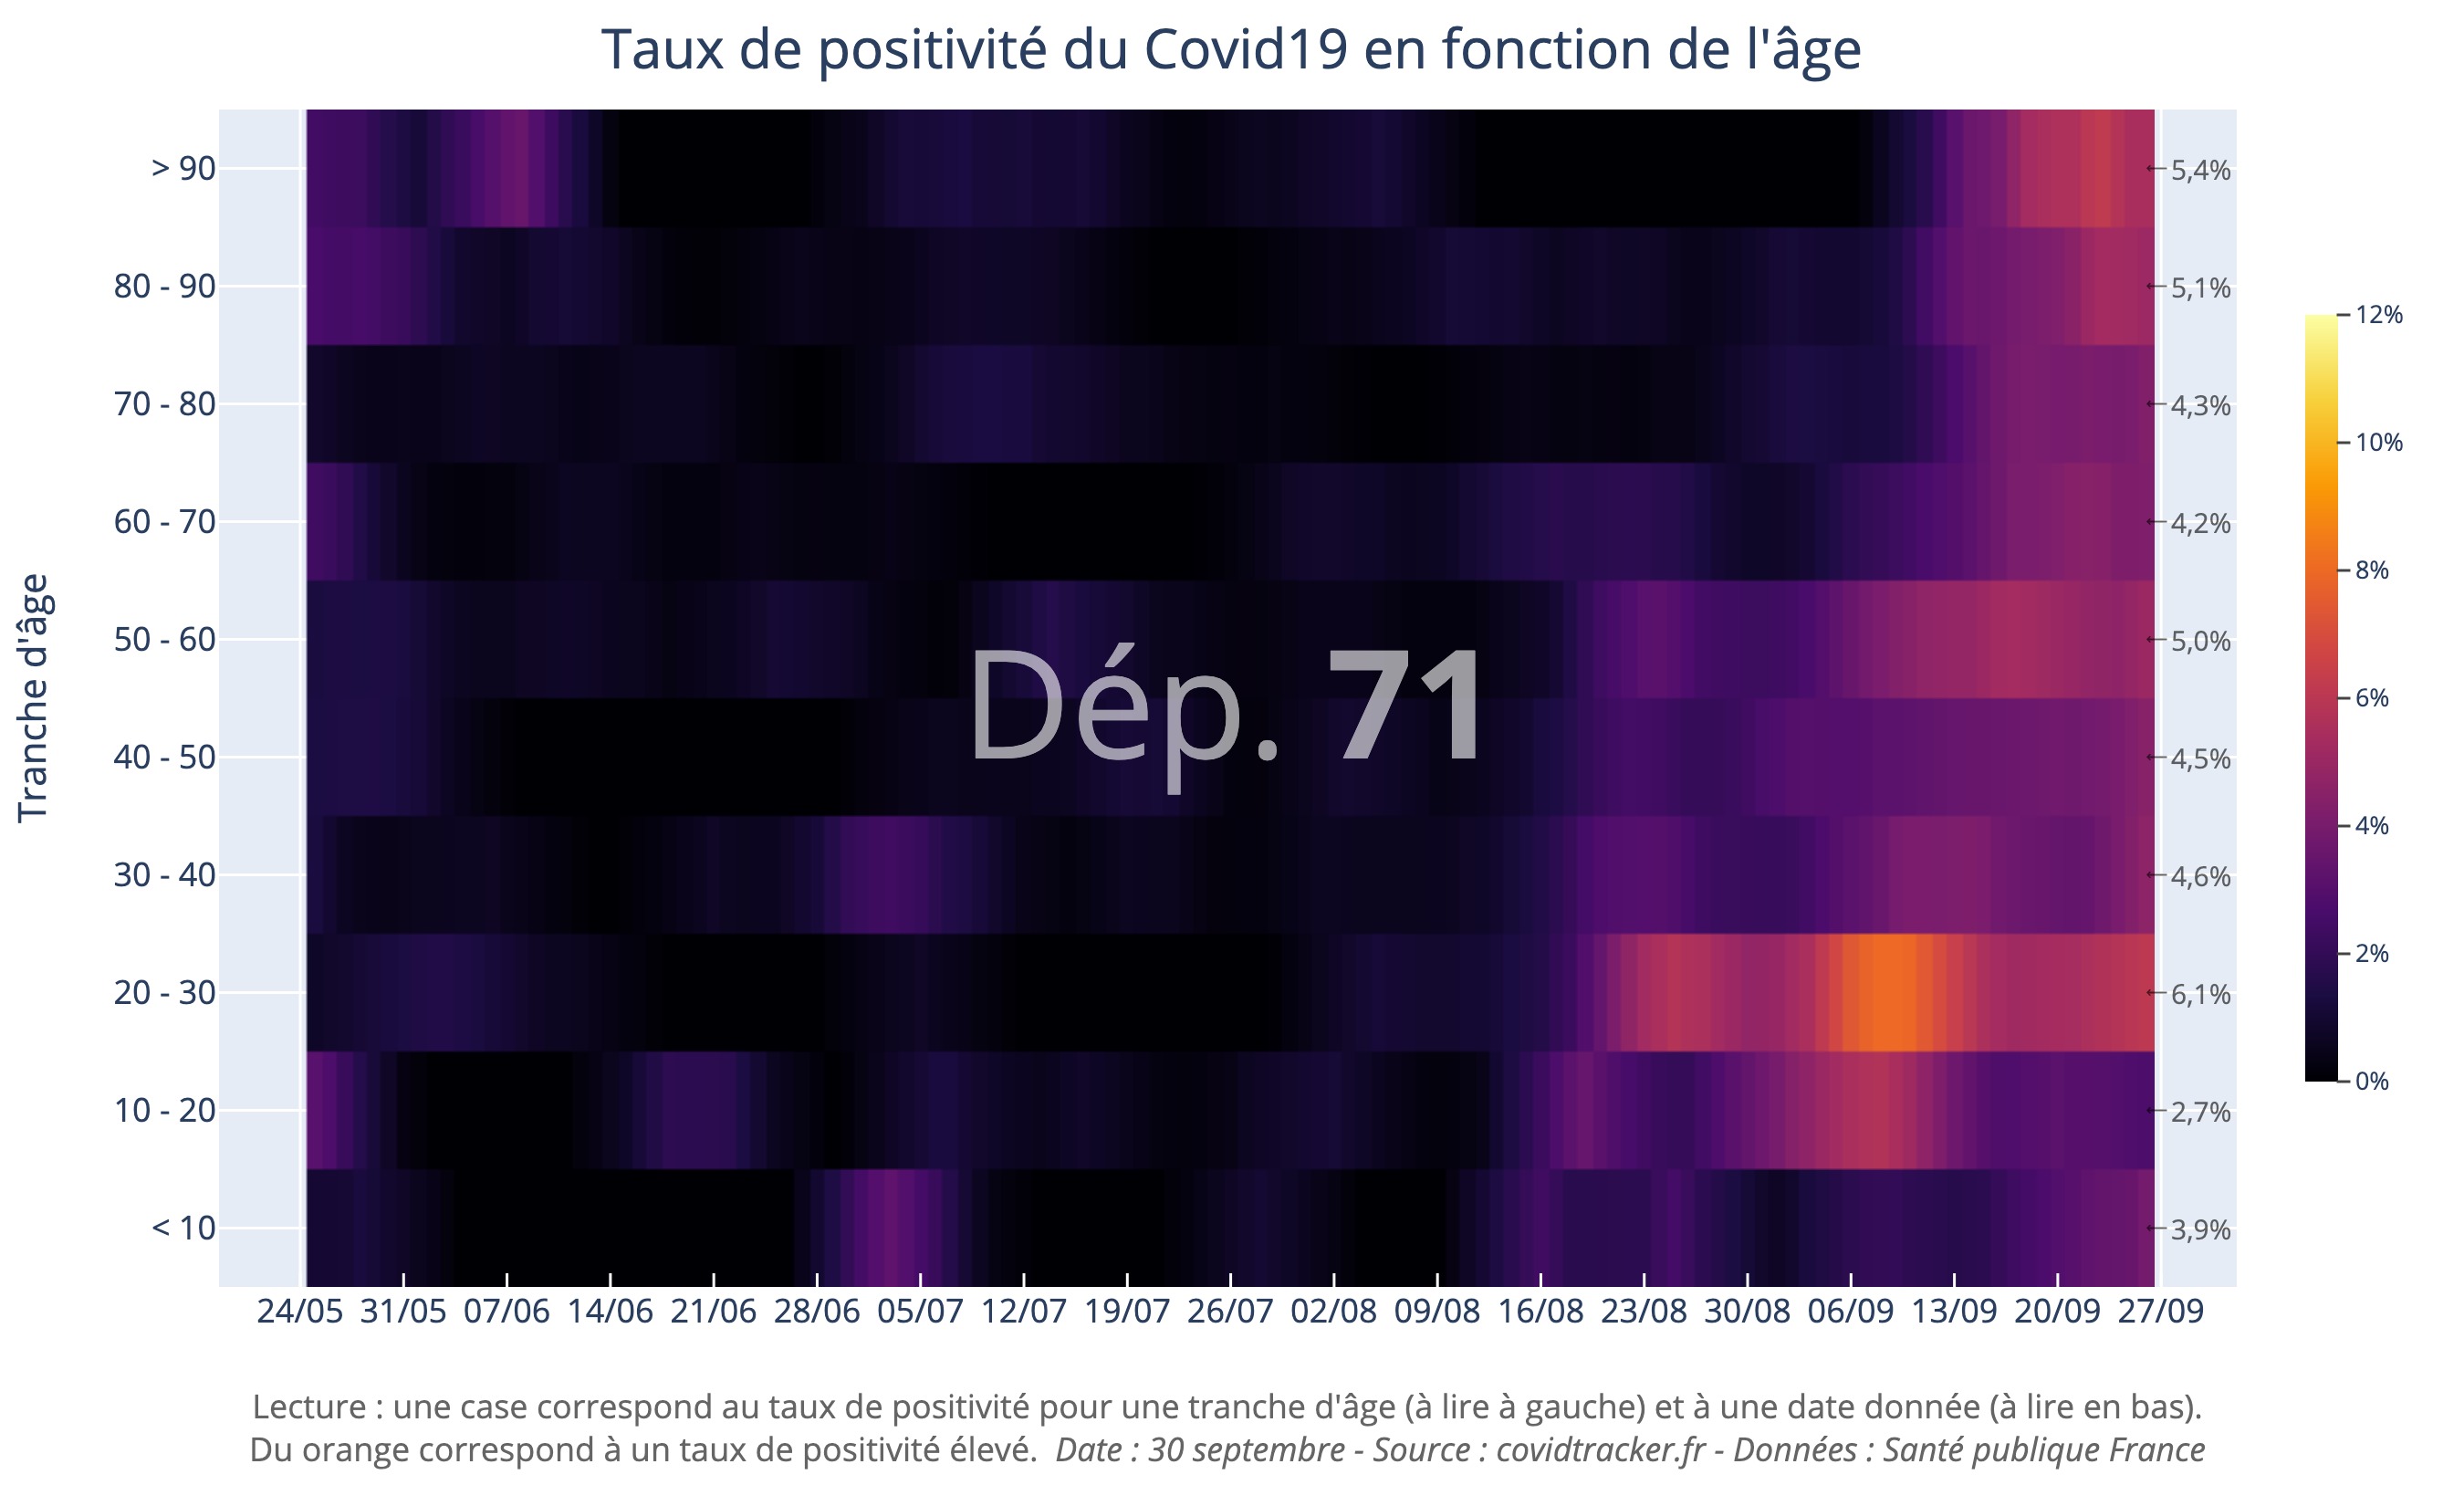 Taux de positivité du Covid19 en fonction de l'âge
Tranche d'âge
> 90
80 - 90
70 - 80
60 - 70
50 - 60
40 - 50
30 - 40
20 - 30
10 - 20
< 10
Dép. 71
5,4%
5,1%
4,3%
4,2%
5,0%
4,5%
4,6%
6,1%
2,7%
3,9%
12%
10%
8%
6%
4%
2%
0%
24/05 31/05 07/06 14/06 21/06 28/06 05/07 12/07 19/07 26/07 02/08 09/08 16/08 23/08 30/08 06/09 13/09 20/09 27/09
Lecture : une case correspond au taux de positivité pour une tranche d'âge (à lire à gauche) et à une date donnée (à lire en bas).
Du orange correspond à un taux de positivité élevé. Date : 30 septembre - Source : covidtracker.fr - Données : Santé publique France